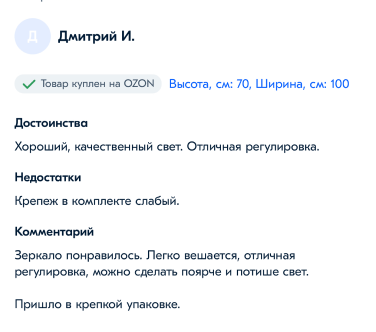 Д
Дмитрий И.
Товар куплен на OZON Высота, см: 70, Ширина, см: 100
Достоинства
Хороший, качественный свет. Отличная регулировка.
Недостатки
Крепеж в комплекте слабый.
Комментарий
Зеркало понравилось. Легко вешается, отличная
регулировка, можно сделать поярче и потише свет.
Пришло в крепкой упаковке.